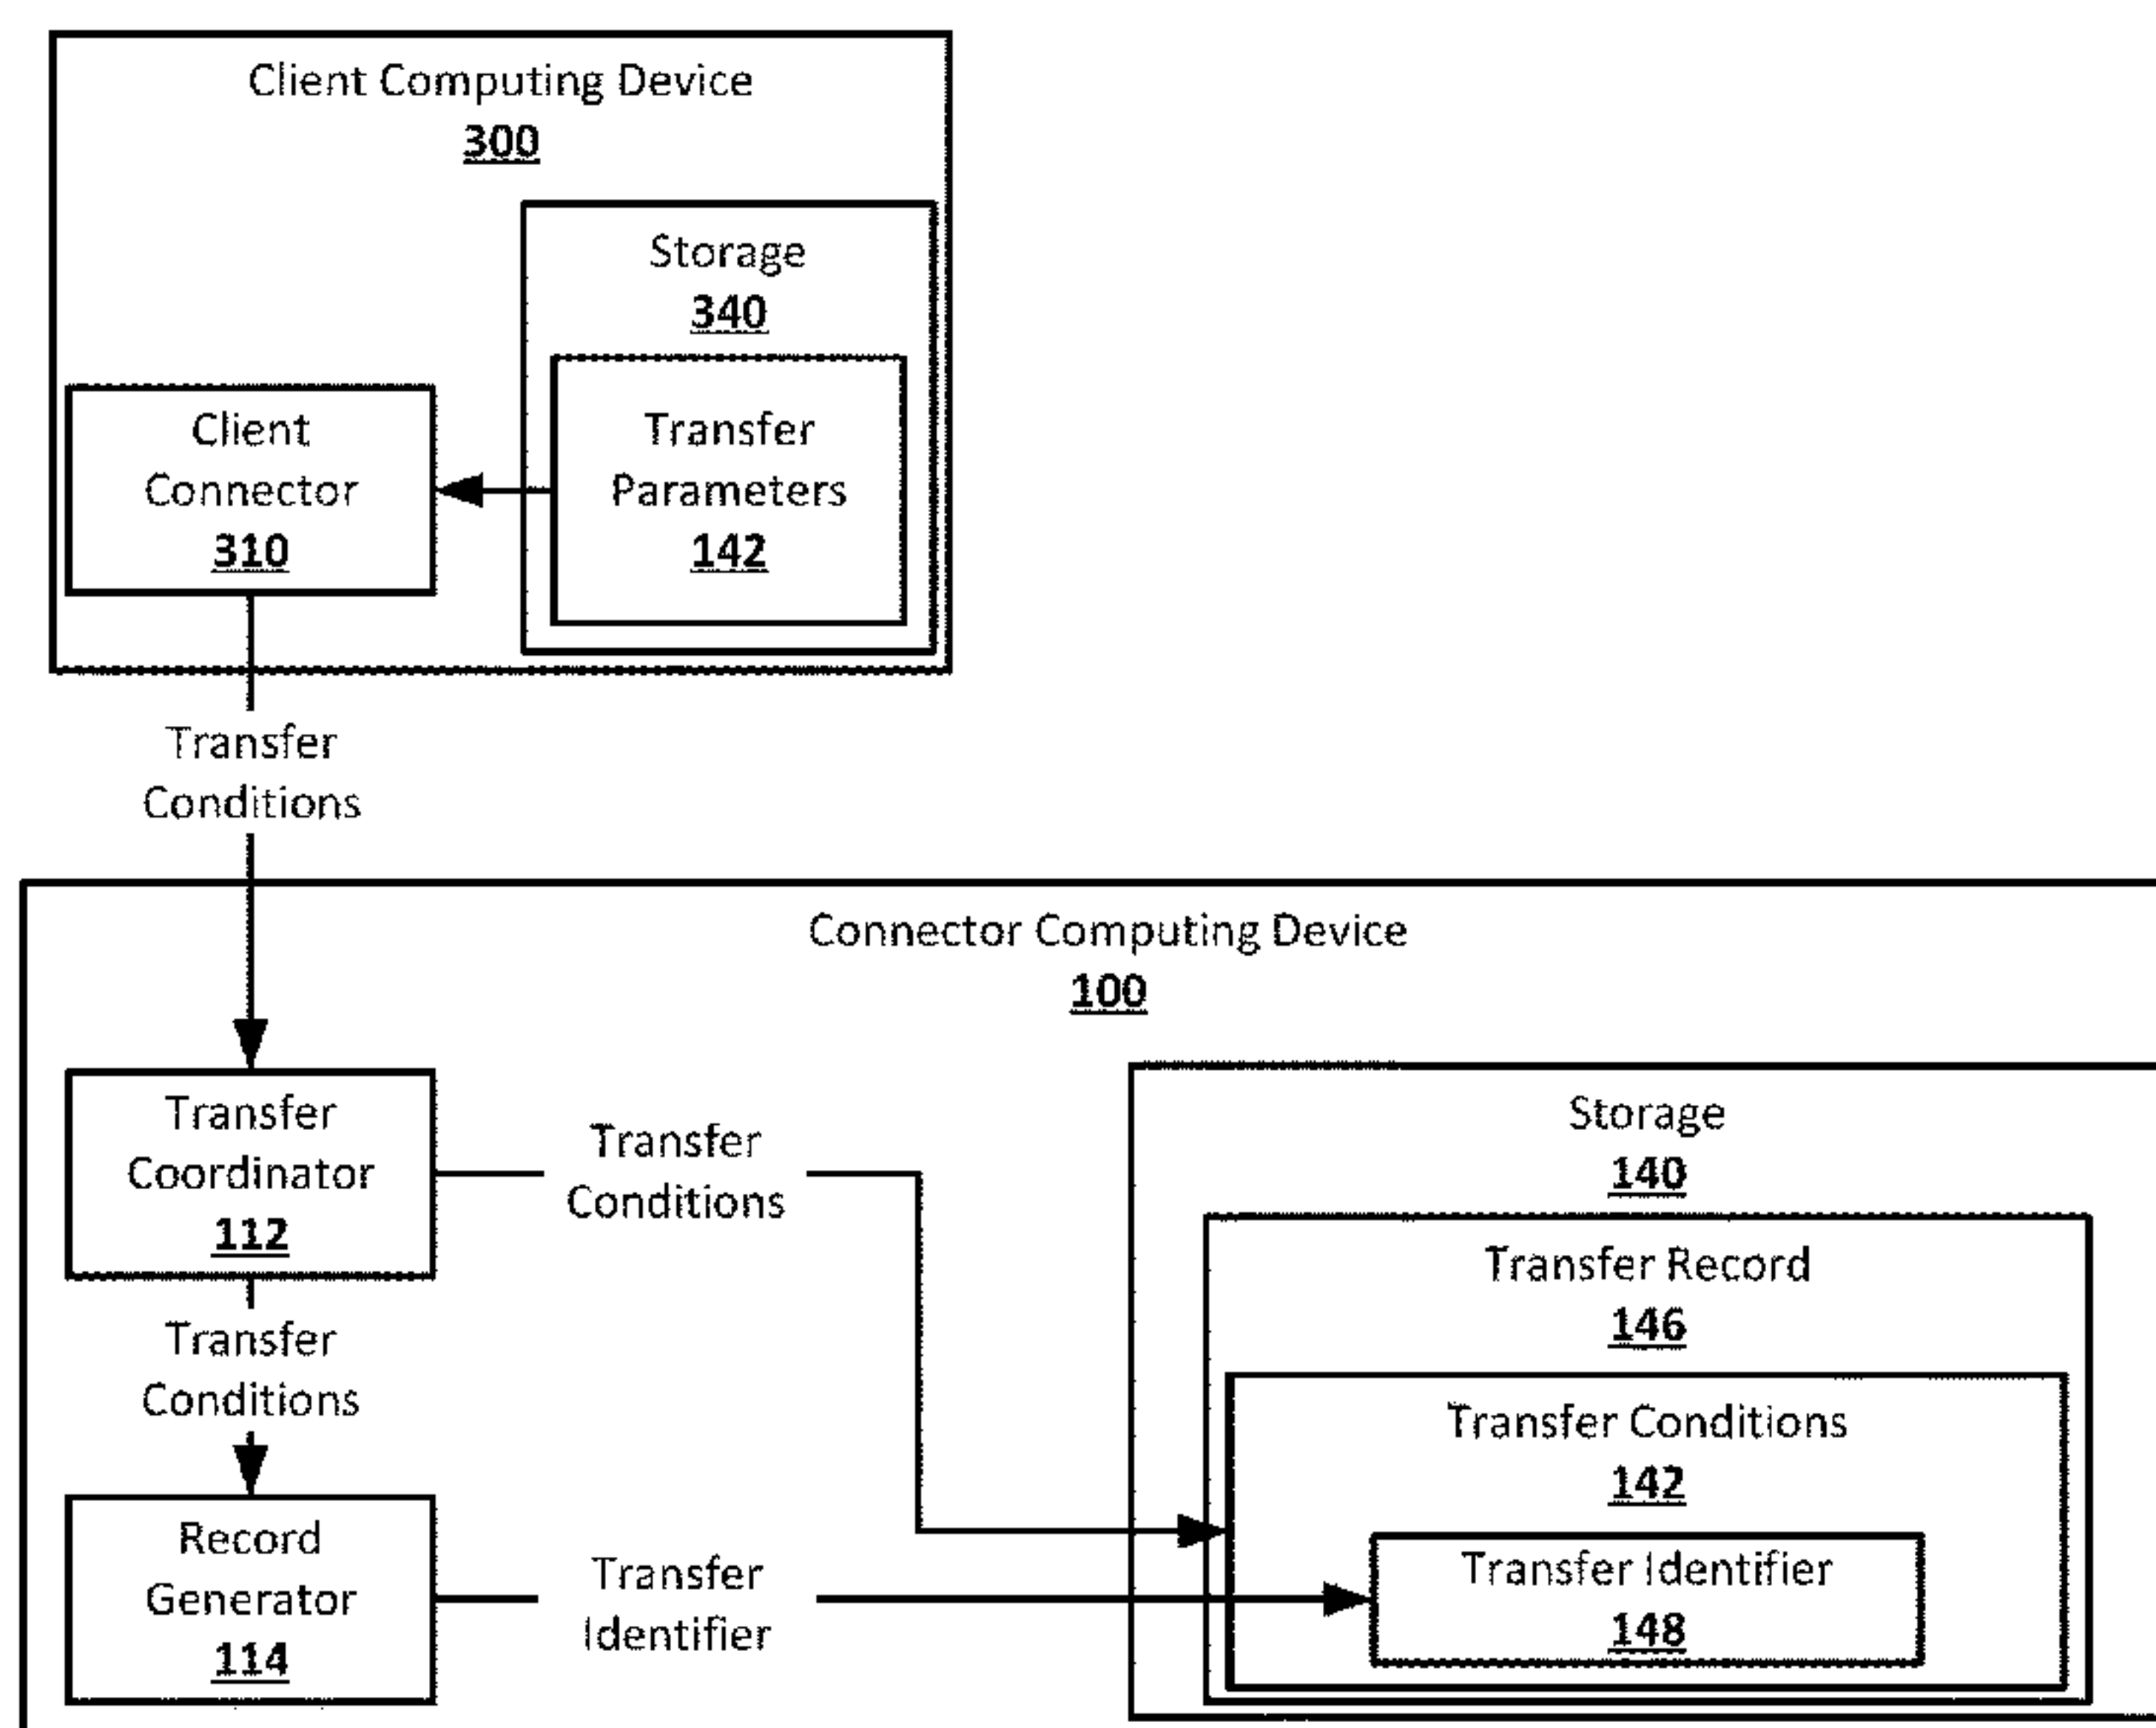 Client Computing Device
300
Storage
340
Client
Connector
310
Transfer
Parameters
142
Transfer
Conditions
Connector Computing Device
100
Transfer
Coordinator
112
Transfer
Conditions
Storage
140
Transfer Record
146
Transfer
Conditions
Transfer Conditions
142
Record
Generator
114
Transfer
Identifier
Transfer Identifier
148